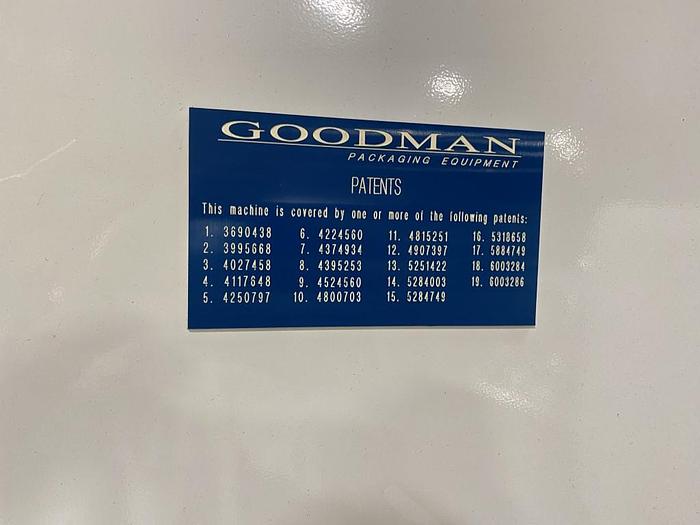 GOODMAN
PACKAGING EQUIPMENT
PATENTS
This machine is covered by one or more of the following patents:
1. 3690438 6. 4224560 11. 4815251 16. 5318658
2. 3995668 7. 4374934 12. 4907397 17. 5884749
3. 4027458 8. 4395253 13. 5251422 18. 6003284
4. 4117648 9. 4524560 14. 5284003 19. 6003286
5. 4250797 10. 4800703 15. 5284749